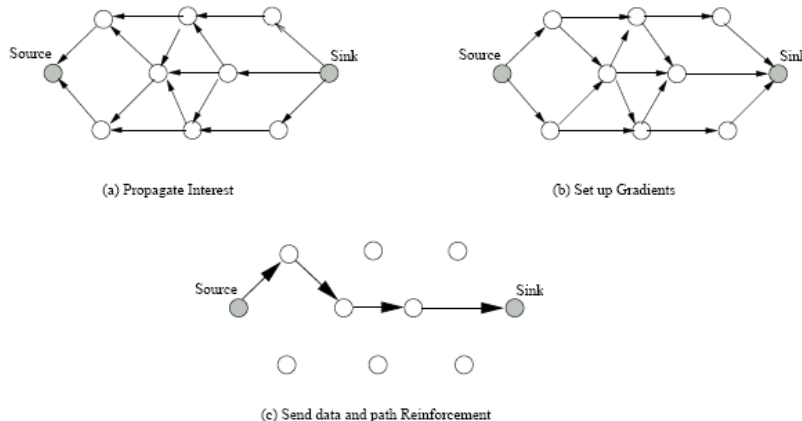 Source
Sink
(a) Propagate Interest
Source
Sink
(b) Set up Gradients
Source
Sink
(c) Send data and path Reinforcement